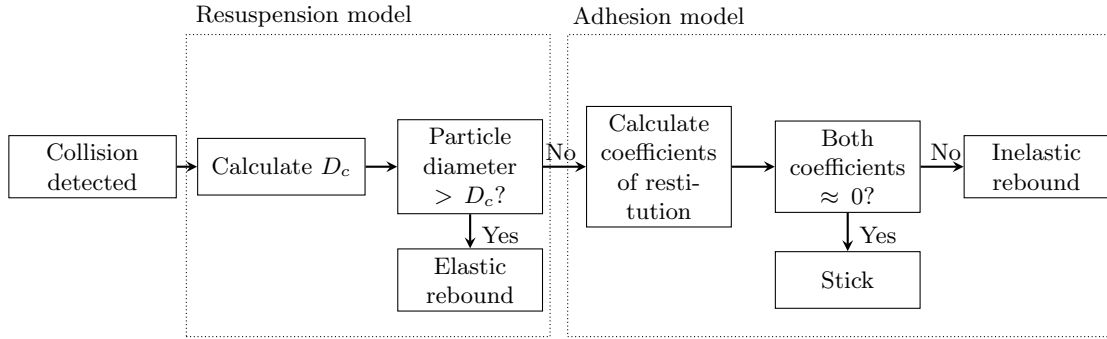 Resuspension model
Adhesion model
Collision
detected
Calculate D_c
Particle
diameter
> D_c?
No
Calculate
coefficients
of resti-
tution
Both
coefficients
≈ 0?
No
Inelastic
rebound
Yes
Elastic
rebound
Yes
Stick